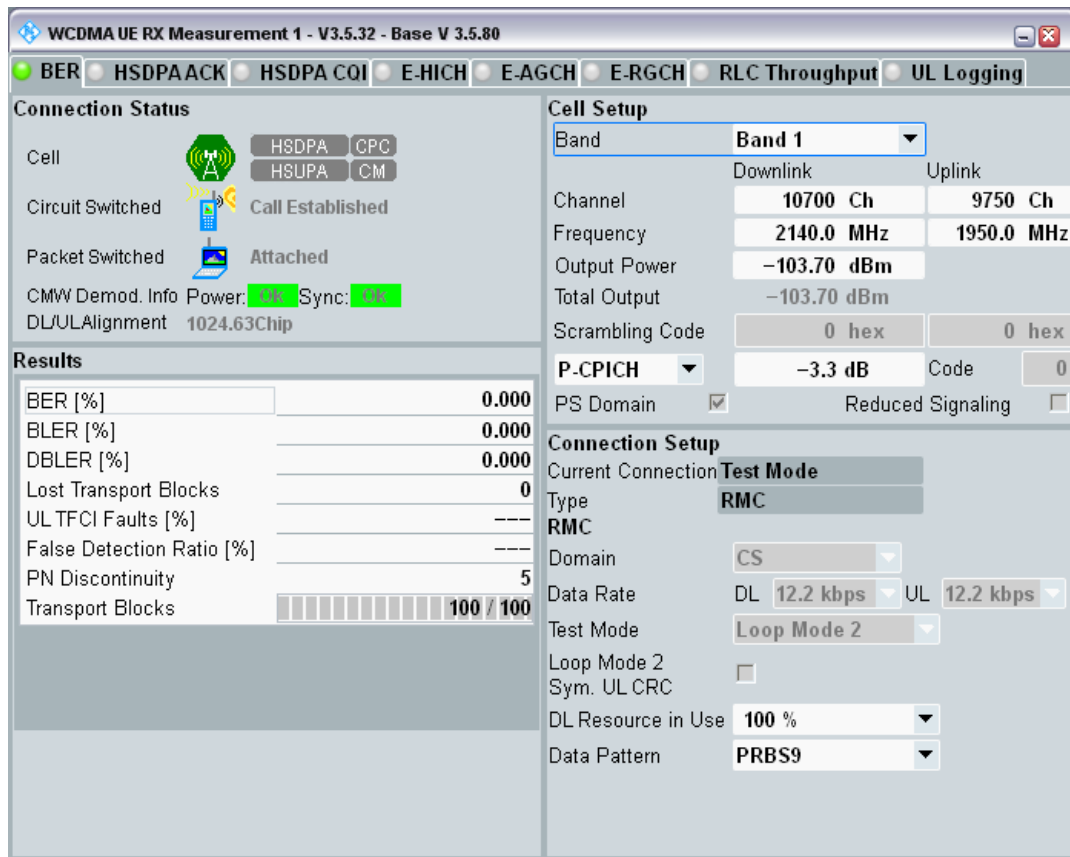 WCDMA UE RX Measurement 1 - V3.5.32 - Base V 3.5.80
BER HSDPA ACK HSDPA CQI E-HICH E-AGCH E-RGCH RLC Throughput UL Logging
Connection Status
Cell HSDPA CPC
HSUPA CM
Circuit Switched Call Established
Packet Switched Attached
CMW Demod. Info Power: Ok Sync: Ok
DL/UL Alignment 1024.63Chip
Results
BER [%] 0.000
BLER [%] 0.000
DBLER [%] 0.000
Lost Transport Blocks 0
UL TFCI Faults [%] ---
False Detection Ratio [%] ---
PN Discontinuity 5
Transport Blocks 100 / 100
Cell Setup
Band Band 1
Downlink Uplink
Channel 10700 Ch 9750 Ch
Frequency 2140.0 MHz 1950.0 MHz
Output Power −103.70 dBm
Total Output −103.70 dBm
Scrambling Code 0 hex 0 hex
P-CPICH −3.3 dB Code 0
PS Domain Reduced Signaling
Connection Setup
Current Connection Test Mode
Type RMC
RMC
Domain CS
Data Rate DL 12.2 kbps UL 12.2 kbps
Test Mode Loop Mode 2
Loop Mode 2
Sym. UL CRC
DL Resource in Use 100 %
Data Pattern PRBS9